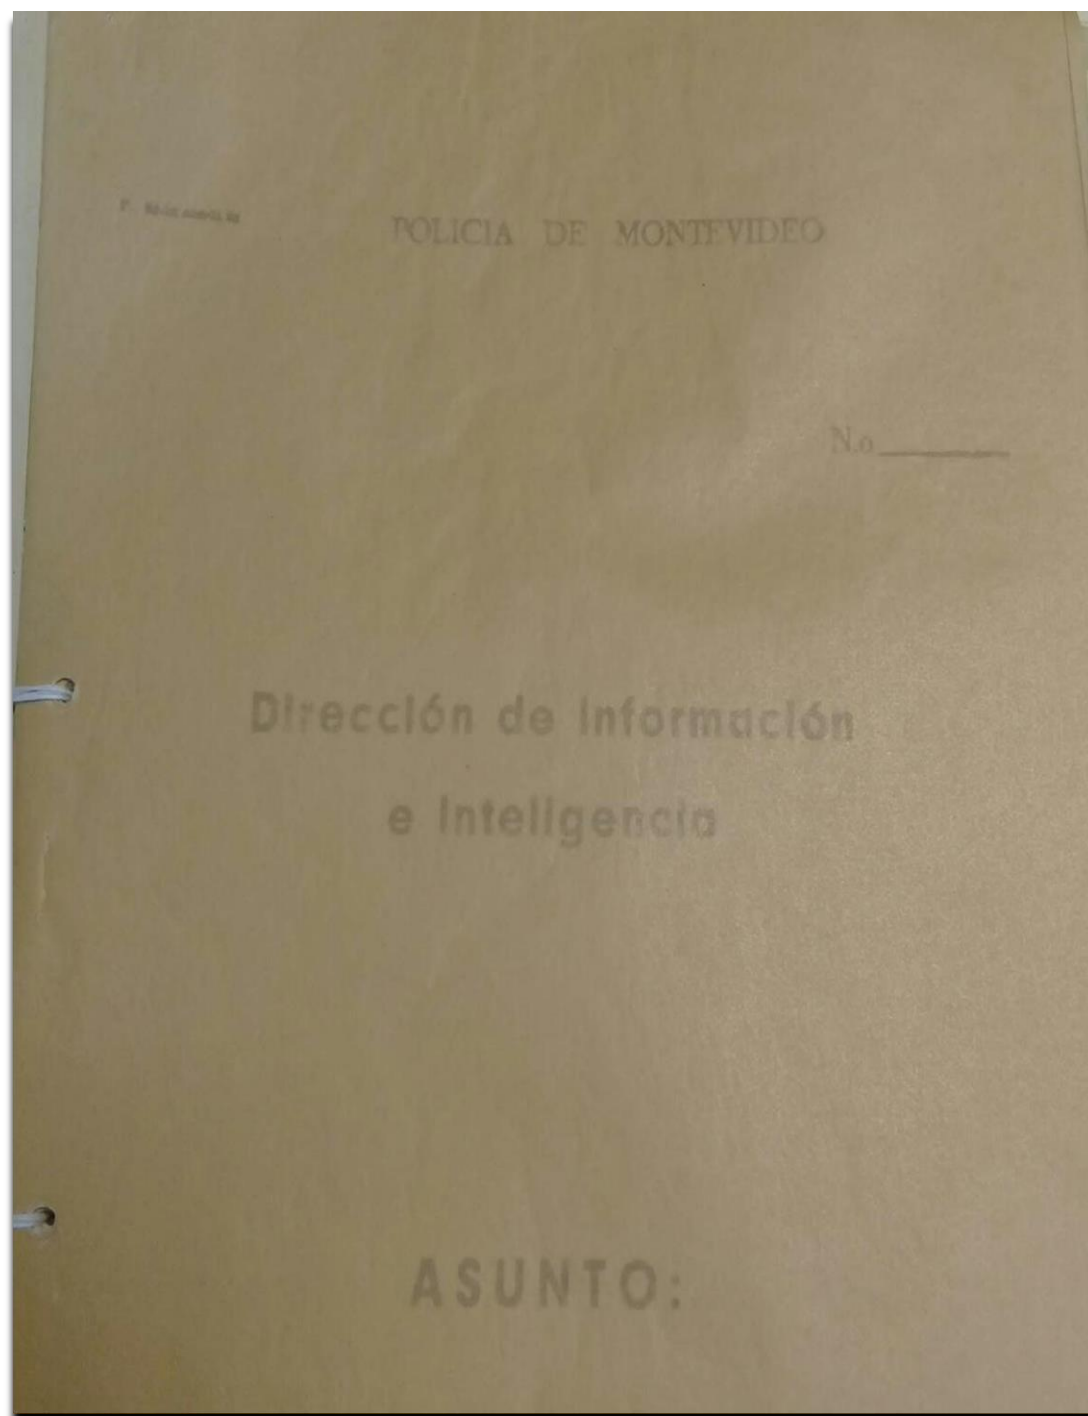 POLICIA DE MONTEVIDEO
N.o
Dirección de Información
e Inteligencia
ASUNTO: